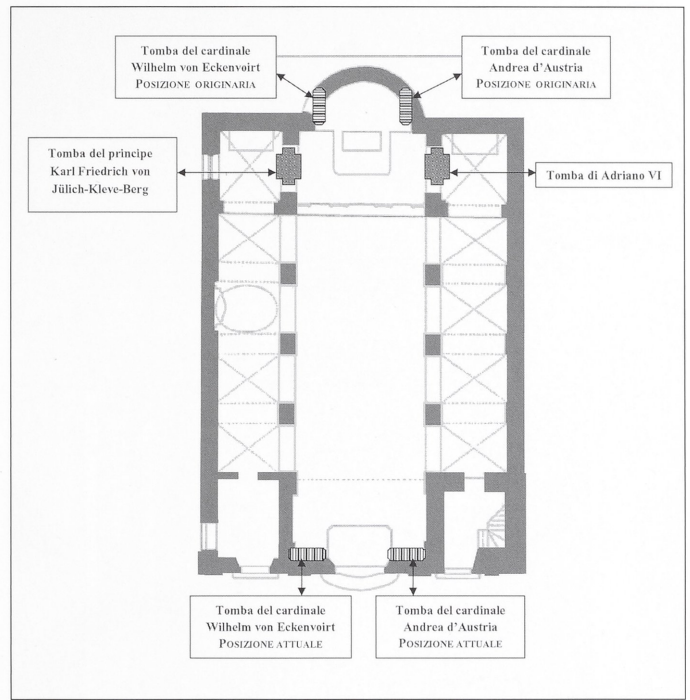 Tomba del cardinale
Wilhelm von Eckenvoirt
POSIZIONE ORIGINARIA
Tomba del cardinale
Andrea d'Austria
POSIZIONE ORIGINARIA
Tomba del principe
Karl Friedrich von
Jülich-Kleve-Berg
Tomba di Adriano VI
Tomba del cardinale
Wilhelm von Eckenvoirt
POSIZIONE ATTUALE
Tomba del cardinale
Andrea d'Austria
POSIZIONE ATTUALE